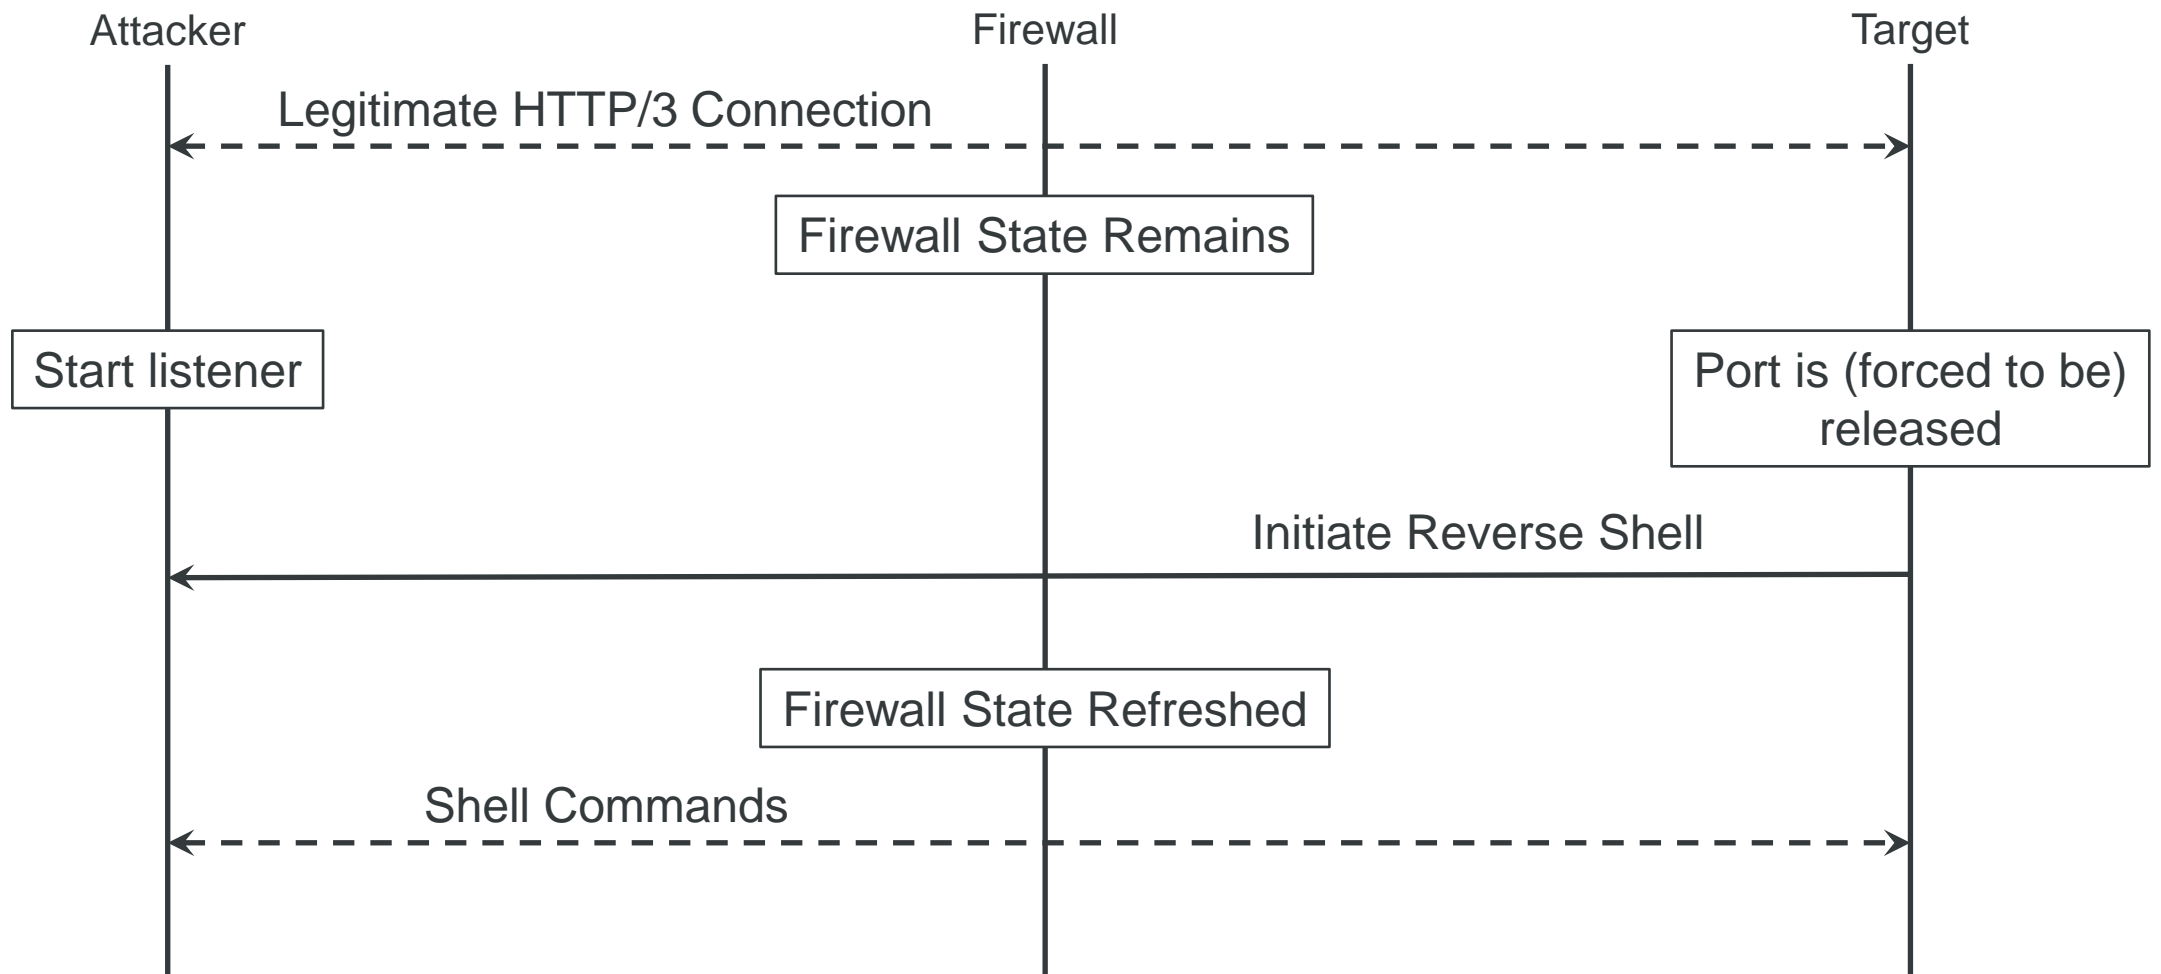 Attacker
Firewall
Target
Legitimate HTTP/3 Connection
Firewall State Remains
Start listener
Port is (forced to be)
released
Initiate Reverse Shell
Firewall State Refreshed
Shell Commands